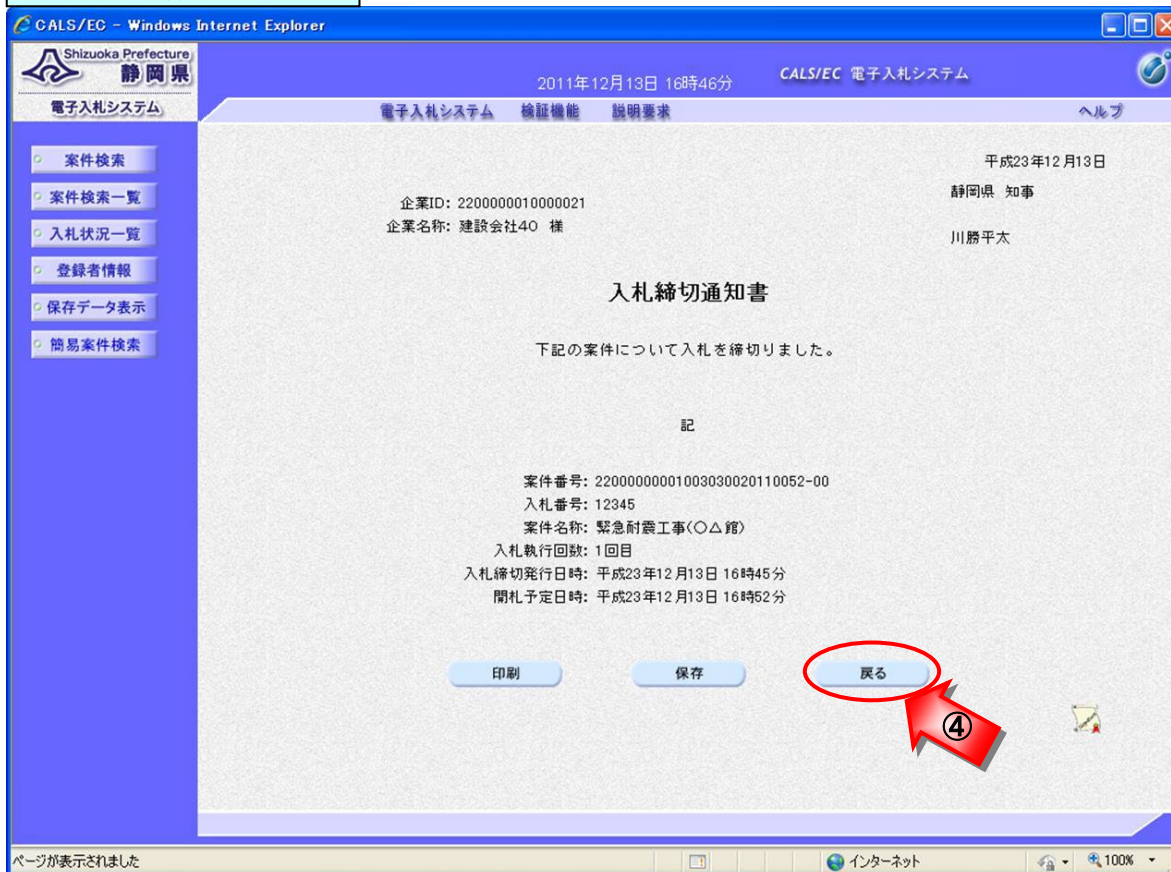 CALS/EC - Windows Internet Explorer
Shizuoka Prefecture
静岡県
電子入札システム
2011年12月13日 16時46分
CALS/EC 電子入札システム
電子入札システム 検証機能 説明要求 ヘルプ
案件検索
案件検索一覧
入札状況一覧
登録者情報
保存データ表示
簡易案件検索
平成23年12月13日
静岡県 知事
川勝平太
企業ID: 2200000010000021
企業名称: 建設会社40 様
入札締切通知書
下記の案件について入札を締切りました。
記
案件番号: 22000000001003030020110052-00
入札番号: 12345
案件名称: 緊急耐震工事(○△館)
入札執行回数: 1回目
入札締切発行日時: 平成23年12月13日 16時45分
開札予定日時: 平成23年12月13日 16時52分
印刷 保存 戻る
④
ページが表示されました インターネット 100%